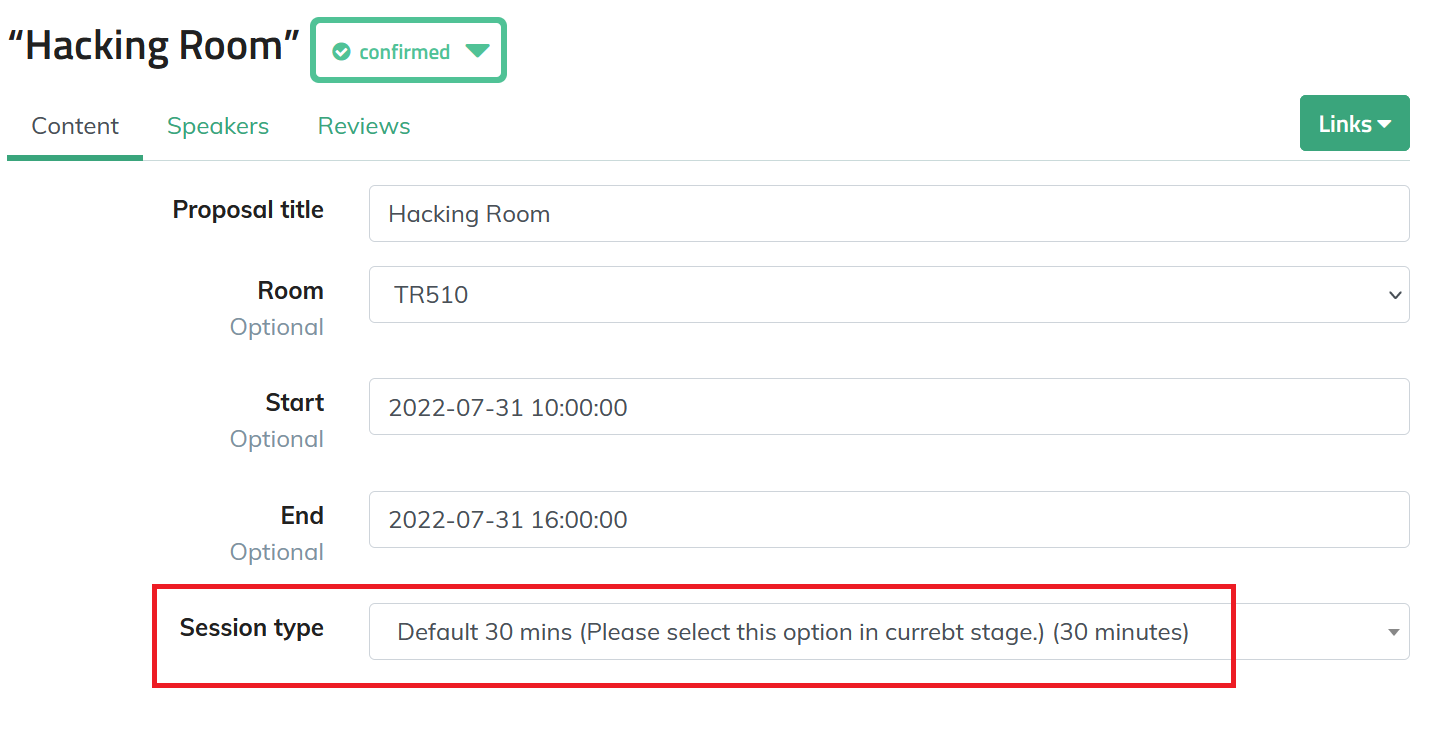 “Hacking Room” confirmed
Content Speakers Reviews Links
Proposal title Hacking Room
Room TR510
Optional
Start 2022-07-31 10:00:00
Optional
End 2022-07-31 16:00:00
Optional
Session type Default 30 mins (Please select this option in currebt stage.) (30 minutes)